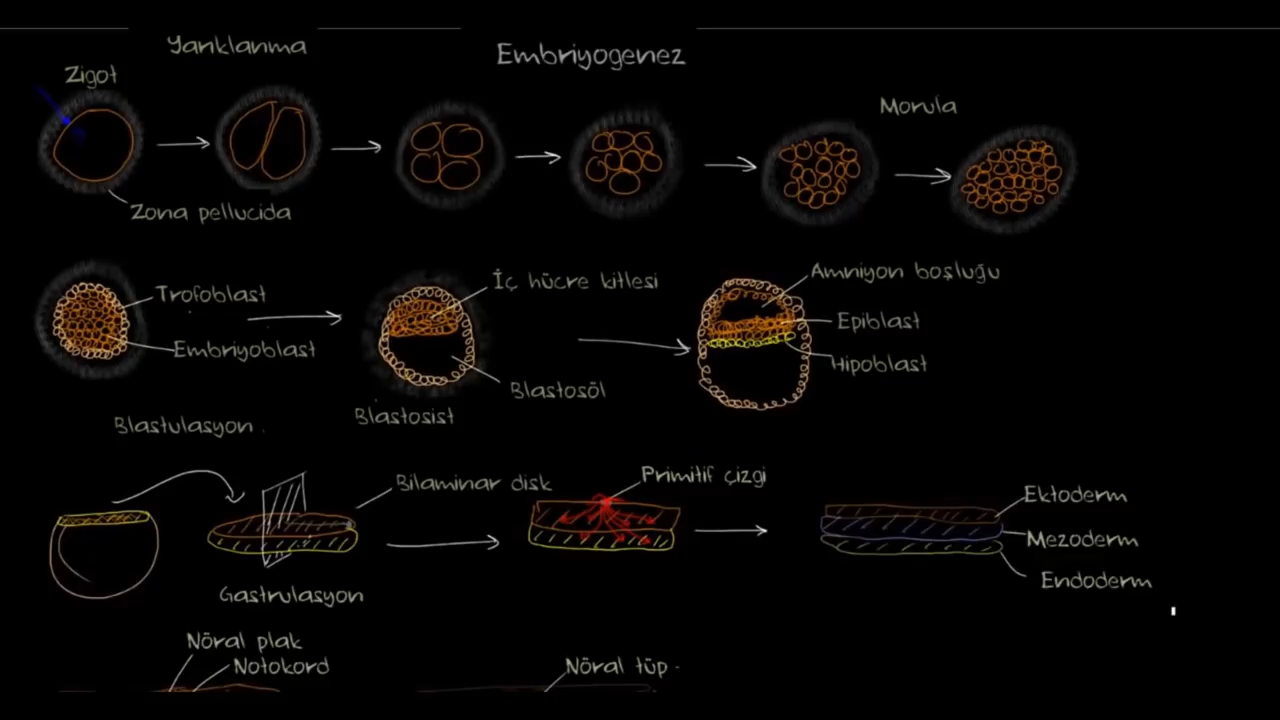 Yarıklanma
Embriyogenez
Zigot
Morula
Zona pellucida
Trofoblast
Embriyoblast
İç hücre kitlesi
Blastosöl
Amniyon boşluğu
Epiblast
Hipoblast
Blastosist
Blastulasyon
Bilaminar disk
Primitif çizgi
Ektoderm
Mezoderm
Endoderm
Gastrulasyon
Nöral plak
Notokord
Nöral tüp